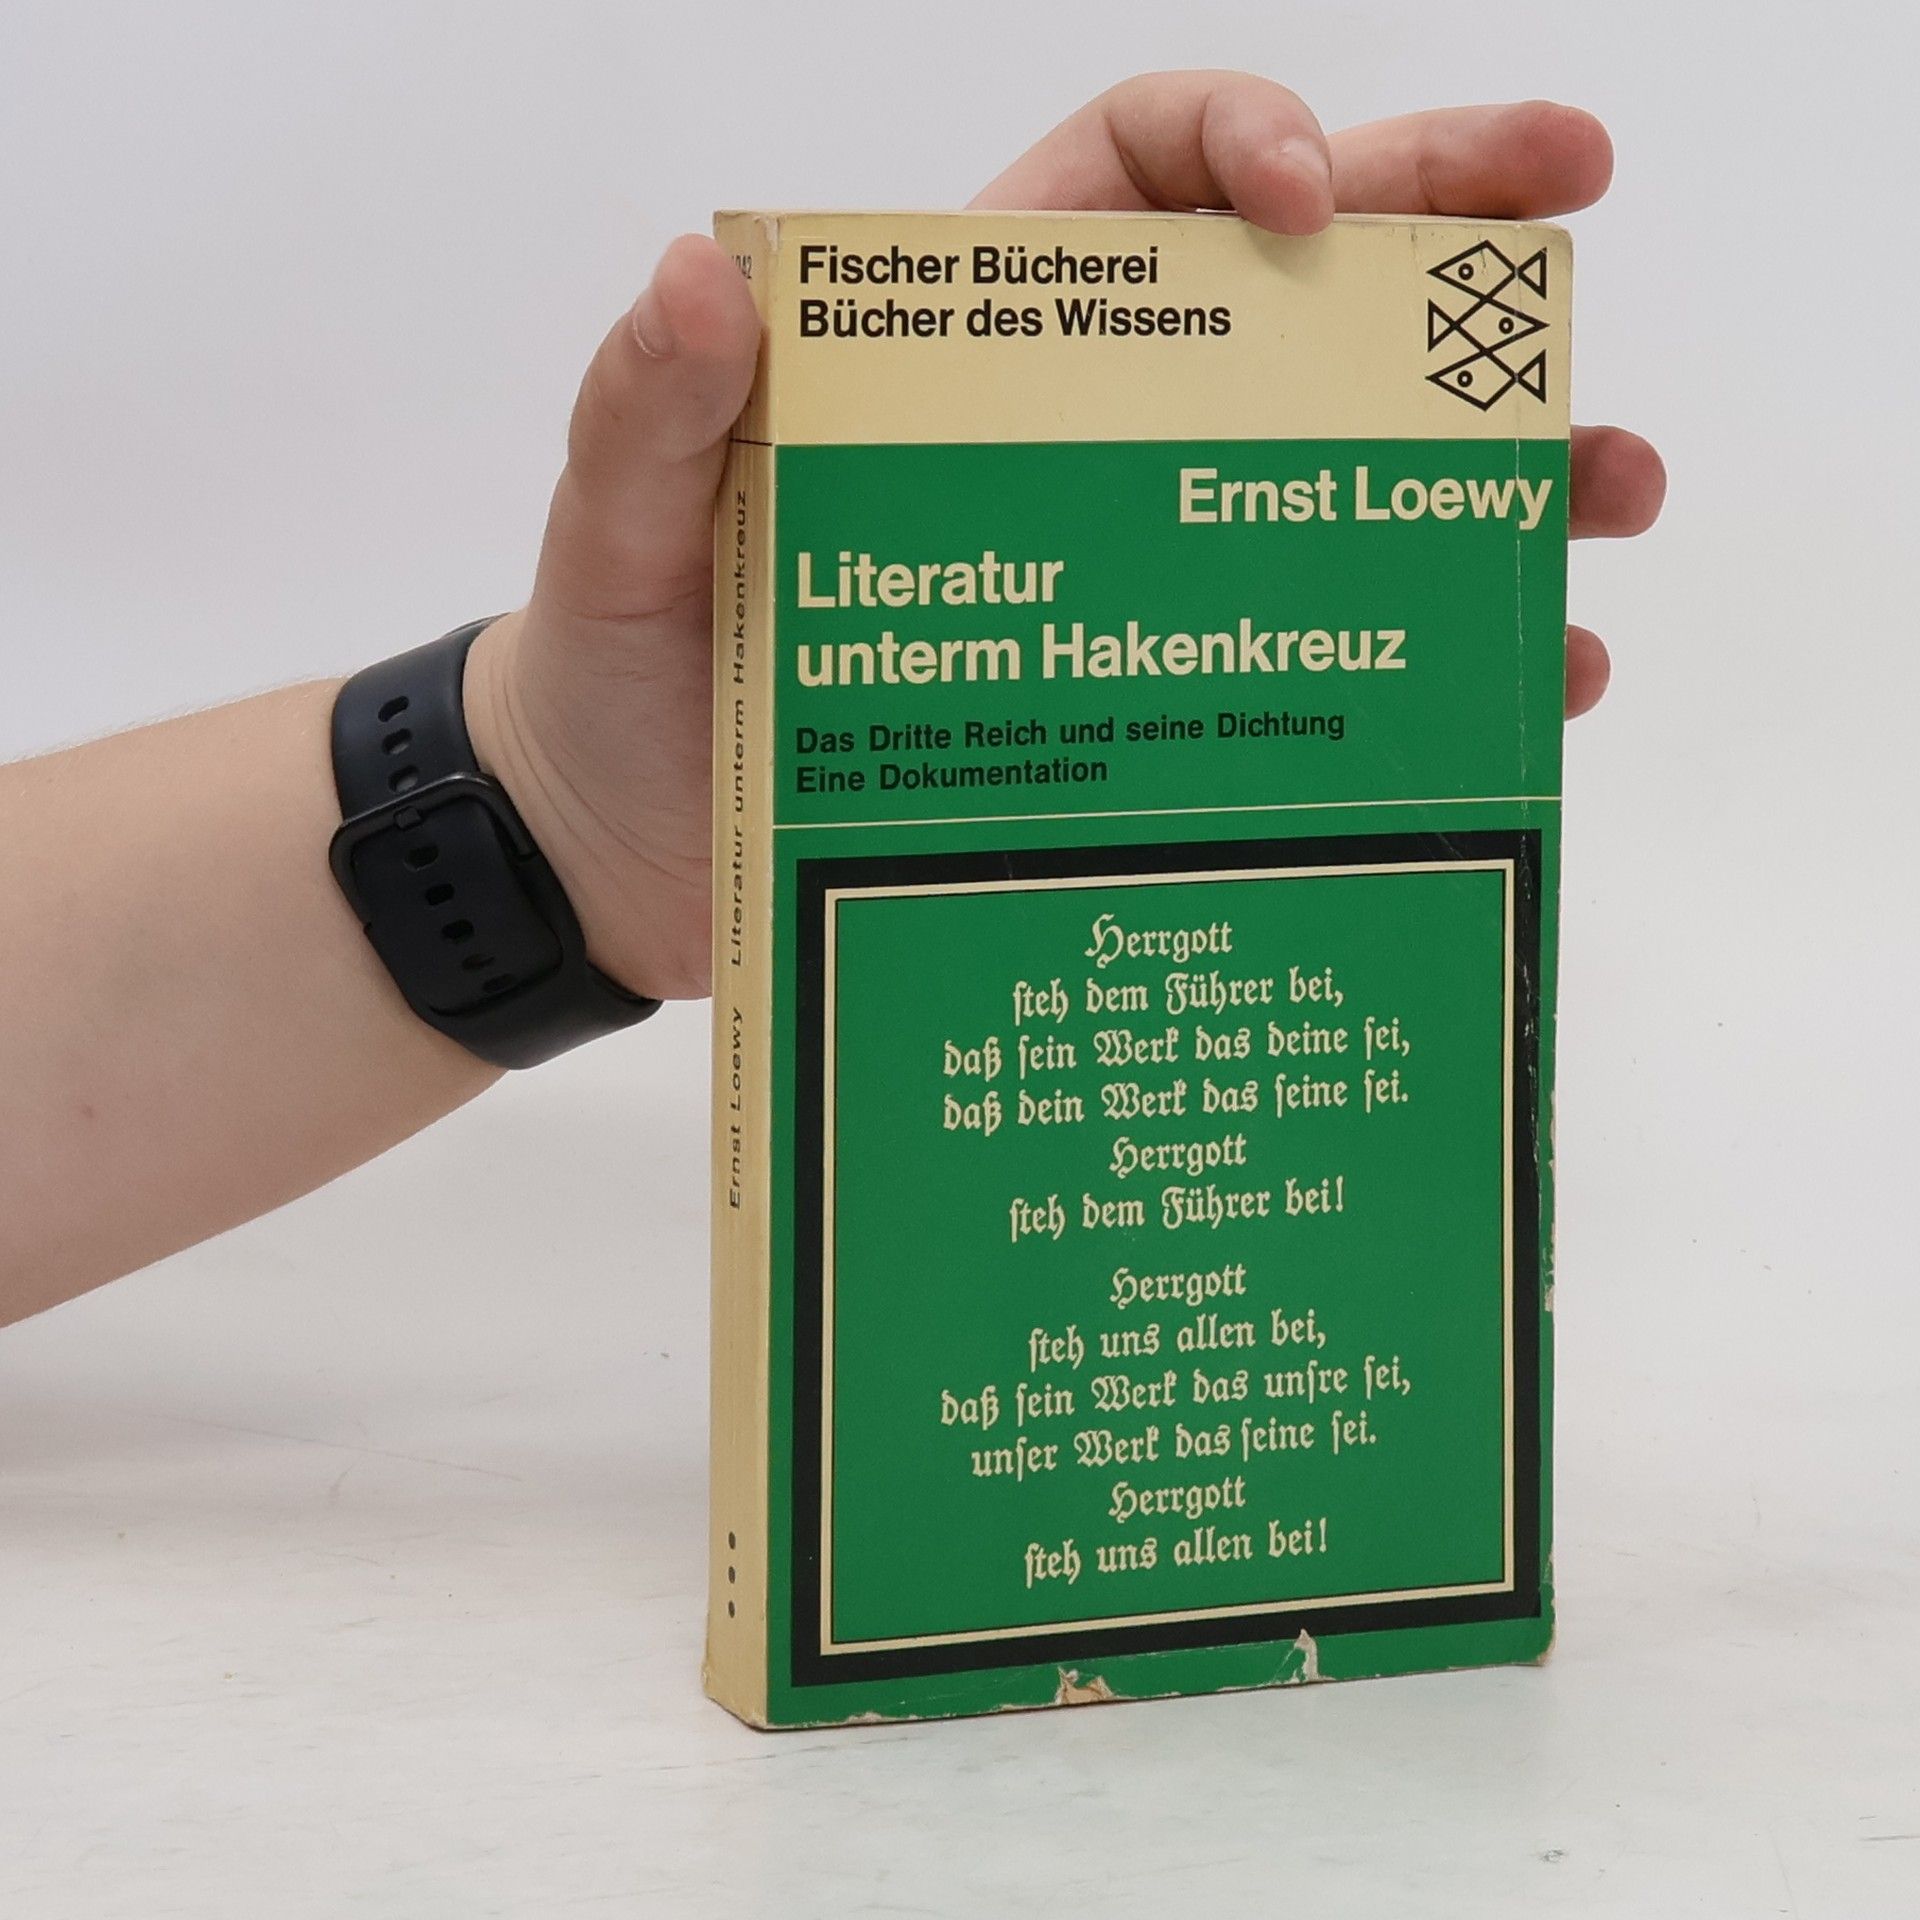 Fischer Bücherei
Bücher des Wissens
Ernst Loewy
Literatur
unterm Hakenkreuz
Das Dritte Reich und seine Dichtung
Eine Dokumentation
Herrgott
ſteh dem Führer bei,
daß ſein Werk das deine ſei,
daß dein Werk das ſeine ſei.
Herrgott
ſteh dem Führer bei!
Herrgott
ſteh uns allen bei,
daß ſein Werk das unſre ſei,
unſer Werk das ſeine ſei.
Herrgott
ſteh uns allen bei!
Ernst Loewy Literatur unterm Hakenkreuz